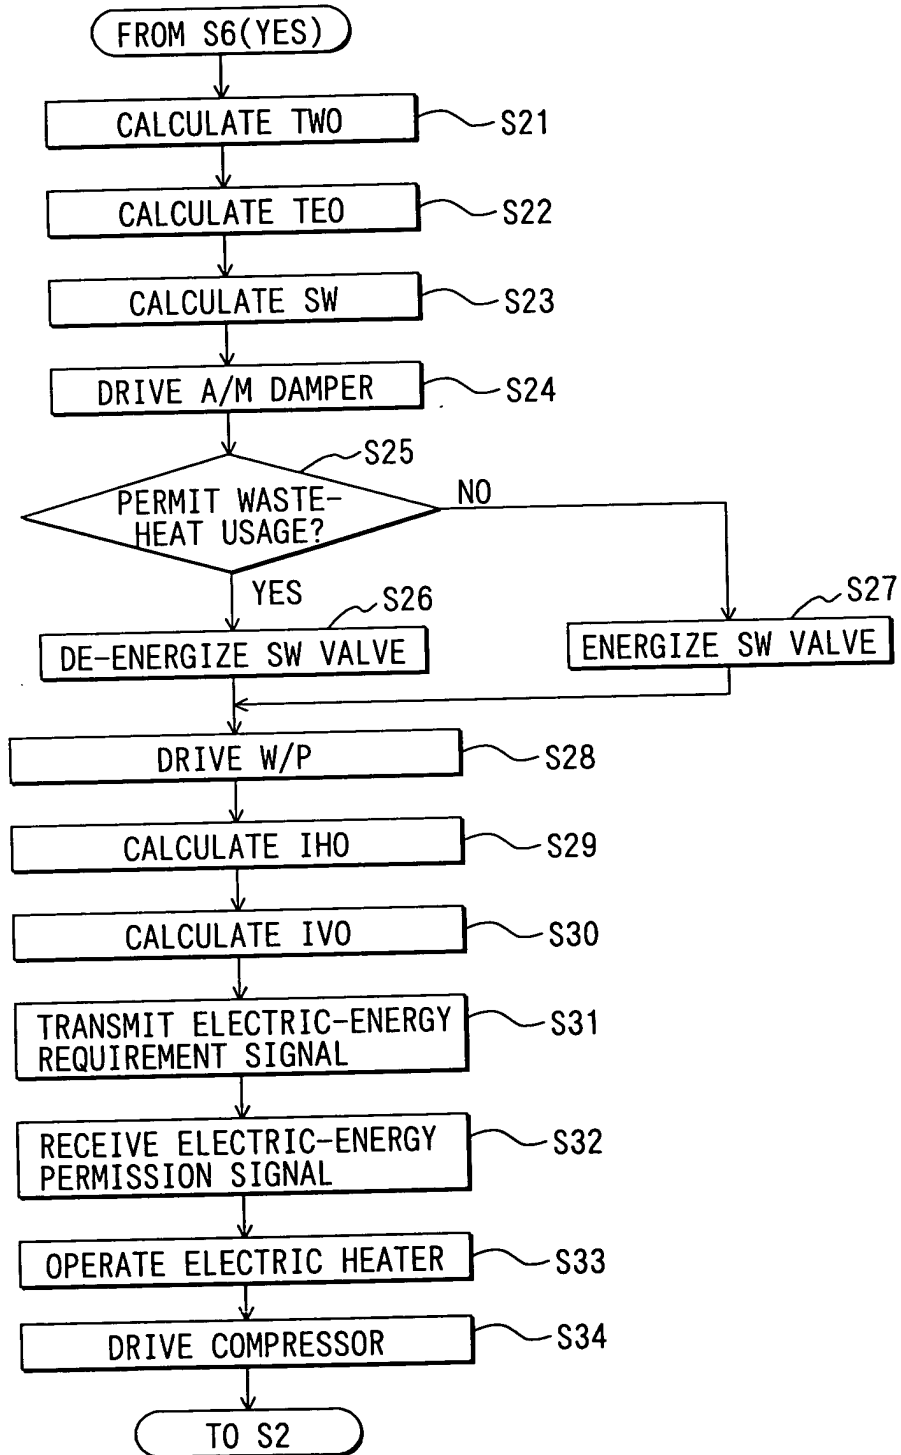 FROM S6(YES)
CALCULATE TWO
S21
CALCULATE TEO
S22
CALCULATE SW
S23
DRIVE A/M DAMPER
S24
S25
PERMIT WASTE-
HEAT USAGE?
NO
YES
S26
S27
DE-ENERGIZE SW VALVE
ENERGIZE SW VALVE
DRIVE W/P
S28
CALCULATE IHO
S29
CALCULATE IVO
S30
TRANSMIT ELECTRIC-ENERGY
REQUIREMENT SIGNAL
S31
RECEIVE ELECTRIC-ENERGY
PERMISSION SIGNAL
S32
OPERATE ELECTRIC HEATER
S33
DRIVE COMPRESSOR
S34
TO S2